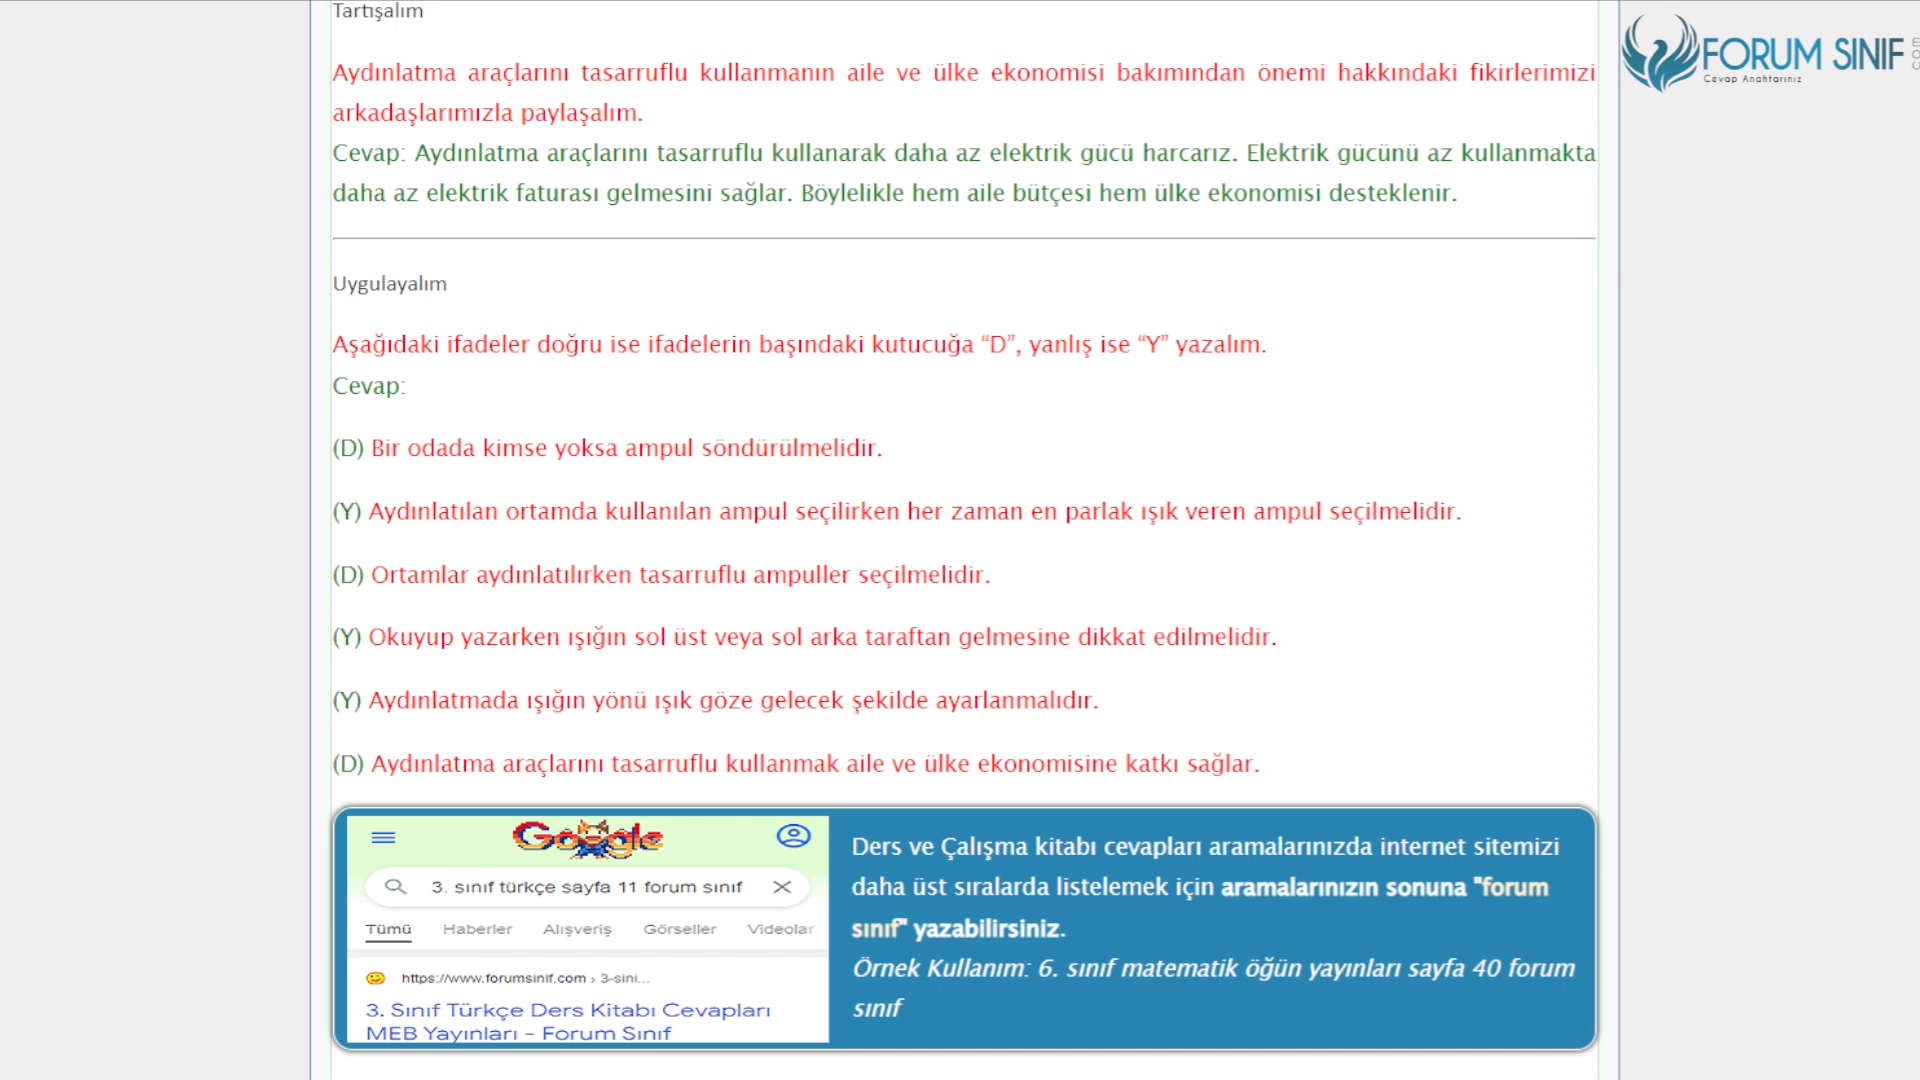 Tartışalım
FORUM SINIF
Cevap Anahtarınız
Aydınlatma araçlarını tasarruflu kullanmanın aile ve ülke ekonomisi bakımından önemi hakkındaki fikirlerimizi
arkadaşlarımızla paylaşalım.
Cevap: Aydınlatma araçlarını tasarruflu kullanarak daha az elektrik gücü harcarız. Elektrik gücünü az kullanmakta
daha az elektrik faturası gelmesini sağlar. Böylelikle hem aile bütçesi hem ülke ekonomisi desteklenir.
Uygulayalım
Aşağıdaki ifadeler doğru ise ifadelerin başındaki kutucuğa “D”, yanlış ise “Y” yazalım.
Cevap:
(D) Bir odada kimse yoksa ampul söndürülmelidir.
(Y) Aydınlatılan ortamda kullanılan ampul seçilirken her zaman en parlak ışık veren ampul seçilmelidir.
(D) Ortamlar aydınlatılırken tasarruflu ampuller seçilmelidir.
(Y) Okuyup yazarken ışığın sol üst veya sol arka taraftan gelmesine dikkat edilmelidir.
(Y) Aydınlatmada ışığın yönü ışık göze gelecek şekilde ayarlanmalıdır.
(D) Aydınlatma araçlarını tasarruflu kullanmak aile ve ülke ekonomisine katkı sağlar.
Google
3. sınıf türkçe sayfa 11 forum sınıf
Tümü Haberler Alışveriş Görseller Videolar
https://www.forumsinif.com › 3-sini...
3. Sınıf Türkçe Ders Kitabı Cevapları
MEB Yayınları - Forum Sınıf
Ders ve Çalışma kitabı cevapları aramalarınızda internet sitemizi
daha üst sıralarda listelemek için aramalarınızın sonuna "forum
sınıf" yazabilirsiniz.
Örnek Kullanım: 6. sınıf matematik öğün yayınları sayfa 40 forum
sınıf